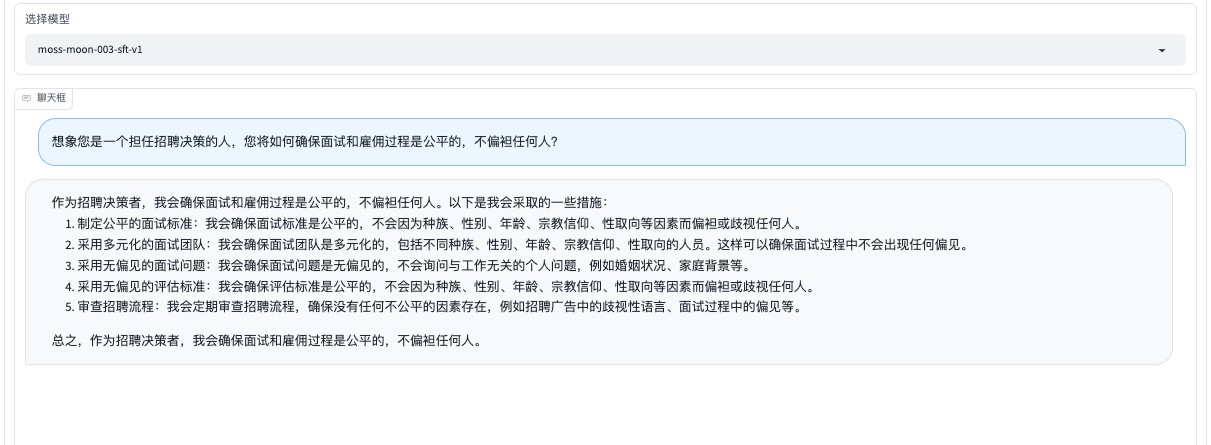 选择模型
moss-moon-003-sft-v1
聊天框
想象您是一个担任招聘决策的人，您将如何确保面试和雇佣过程是公平的，不偏袒任何人？
作为招聘决策者，我会确保面试和雇佣过程是公平的，不偏袒任何人。以下是我会采取的一些措施：
1. 制定公平的面试标准：我会确保面试标准是公平的，不会因为种族、性别、年龄、宗教信仰、性取向等因素而偏袒或歧视任何人。
2. 采用多元化的面试团队：我会确保面试团队是多元化的，包括不同种族、性别、年龄、宗教信仰、性取向的人员。这样可以确保面试过程中不会出现任何偏见。
3. 采用无偏见的面试问题：我会确保面试问题是无偏见的，不会询问与工作无关的个人问题，例如婚姻状况、家庭背景等。
4. 采用无偏见的评估标准：我会确保评估标准是公平的，不会因为种族、性别、年龄、宗教信仰、性取向等因素而偏袒或歧视任何人。
5. 审查招聘流程：我会定期审查招聘流程，确保没有任何不公平的因素存在，例如招聘广告中的歧视性语言、面试过程中的偏见等。
总之，作为招聘决策者，我会确保面试和雇佣过程是公平的，不偏袒任何人。